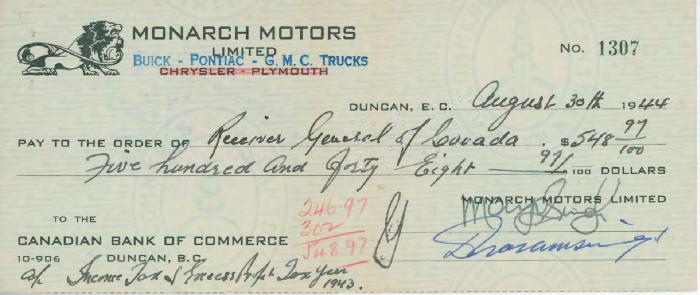 MONARCH MOTORS
LIMITED
BUICK - PONTIAC - G.M.C. TRUCKS
CHRYSLER - PLYMOUTH
No. 1307
DUNCAN, B.C. August 30th 1944
PAY TO THE ORDER OF Receiver General of Canada. $548 97/100
Five hundred and forty Eight 97/100 DOLLARS
MONARCH MOTORS LIMITED
TO THE
CANADIAN BANK OF COMMERCE
10-906 DUNCAN, B.C.
246.97
302
548.97
a/c Income Tax & Excess Profit Tax Year
1943.